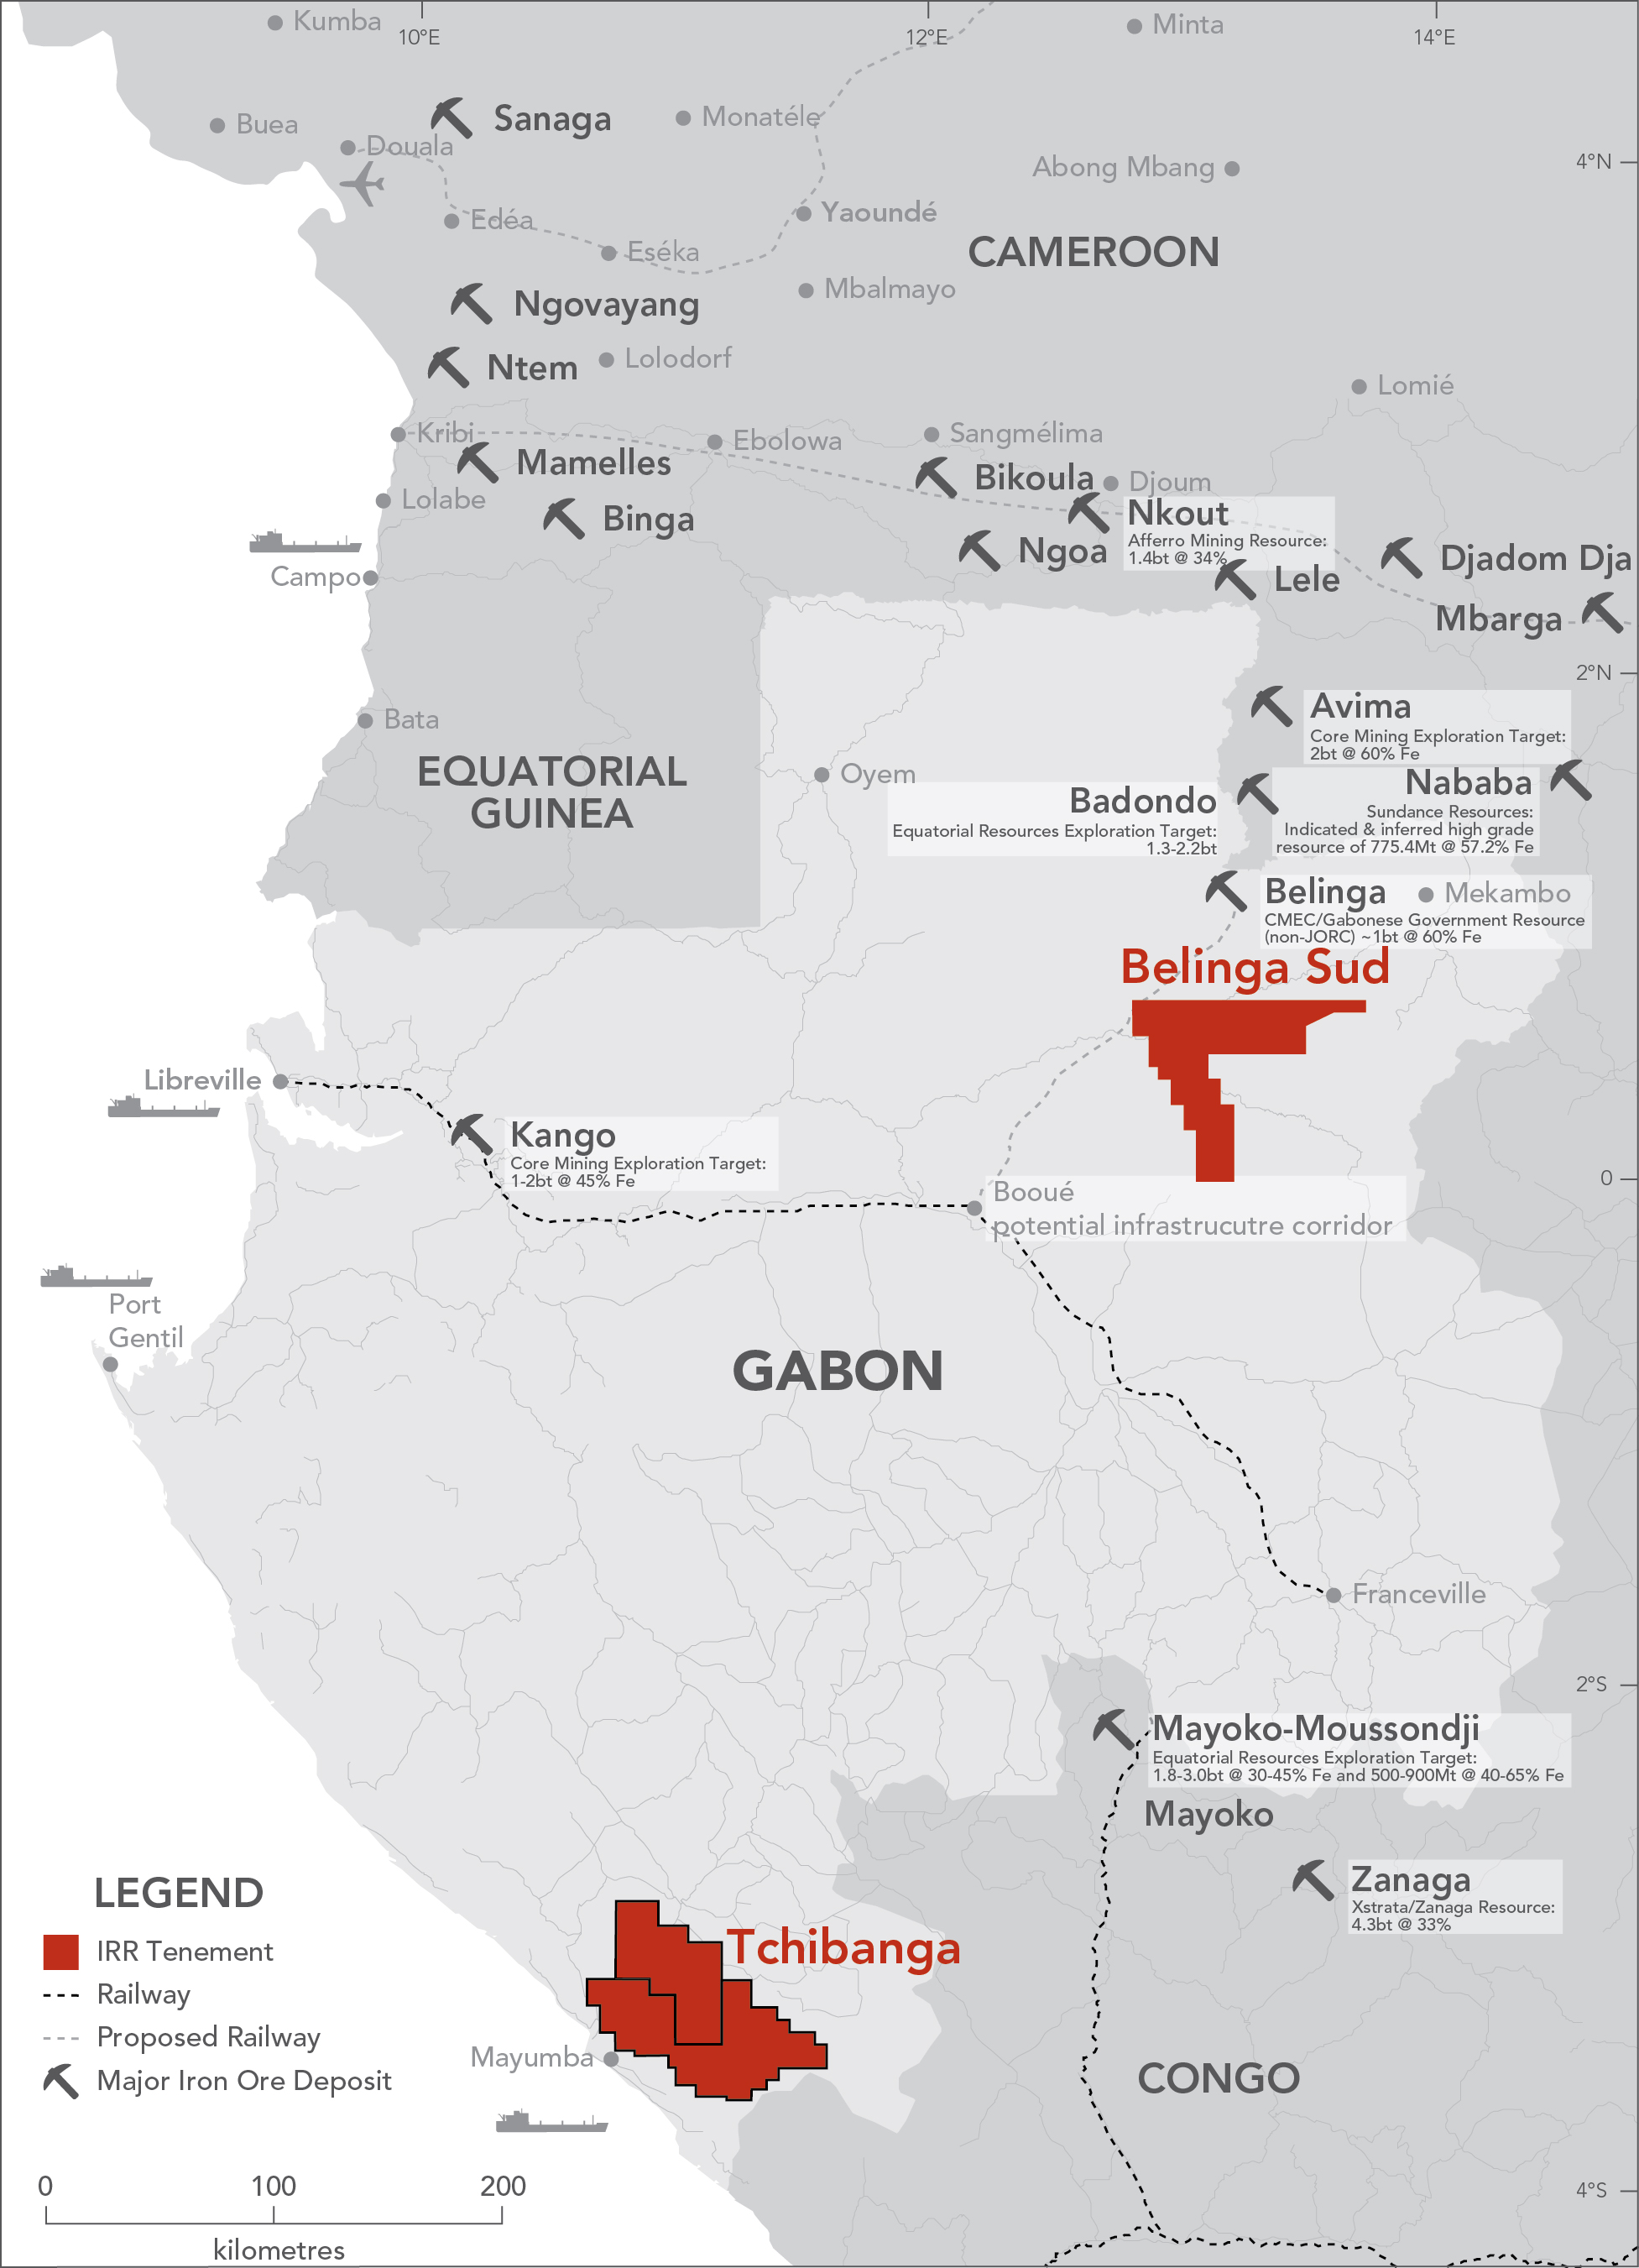 Kumba
10°E
12°E
Minta
14°E
Sanaga
Monatéle
Buea
Douala
4°N
Abong Mbang
Edéa
Yaoundé
Eséka
CAMEROON
Mbalmayo
Ngovayang
Ntem
Lolodorf
Lomié
Kribi
Ebolowa
Sangmélima
Mamelles
Bikoula
Djoum
Lolabe
Binga
Nkout
Afferro Mining Resource:
1.4bt @ 34%
Ngoa
Djadom Dja
Campo
Lele
Mbarga
2°N
Avima
Core Mining Exploration Target:
2bt @ 60% Fe
Bata
EQUATORIAL
GUINEA
Oyem
Badondo
Equatorial Resources Exploration Target:
1.3-2.2bt
Nababa
Sundance Resources:
Indicated & inferred high grade
resource of 775.4Mt @ 57.2% Fe
Belinga
Mekambo
CMEC/Gabonese Government Resource
(non-JORC) ~1bt @ 60% Fe
Belinga Sud
Libreville
Kango
Core Mining Exploration Target:
1-2bt @ 45% Fe
0
Booué
potential infrastrucutre corridor
Port
Gentil
GABON
Franceville
2°S
Mayoko-Moussondji
Equatorial Resources Exploration Target:
1.8-3.0bt @ 30-45% Fe and 500-900Mt @ 40-65% Fe
Mayoko
Zanaga
Xstrata/Zanaga Resource:
4.3bt @ 33%
LEGEND
IRR Tenement
Railway
Proposed Railway
Major Iron Ore Deposit
Tchibanga
Mayumba
CONGO
4°S
0
100
200
kilometres